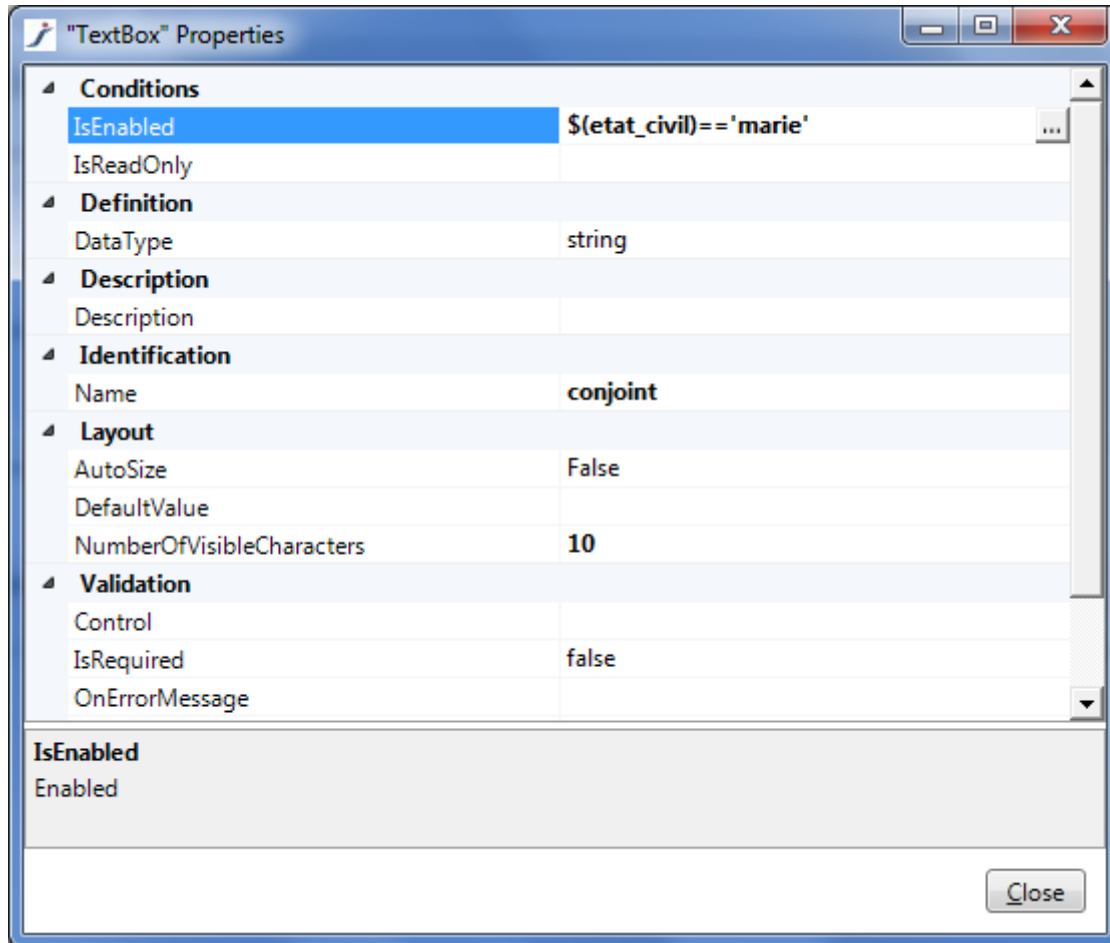 "TextBox" Properties
Conditions
IsEnabled $(etat_civil)=='marie' ...
IsReadOnly
Definition
DataType string
Description
Description
Identification
Name conjoint
Layout
AutoSize False
DefaultValue
NumberOfVisibleCharacters 10
Validation
Control
IsRequired false
OnErrorMessage
IsEnabled
Enabled
Close